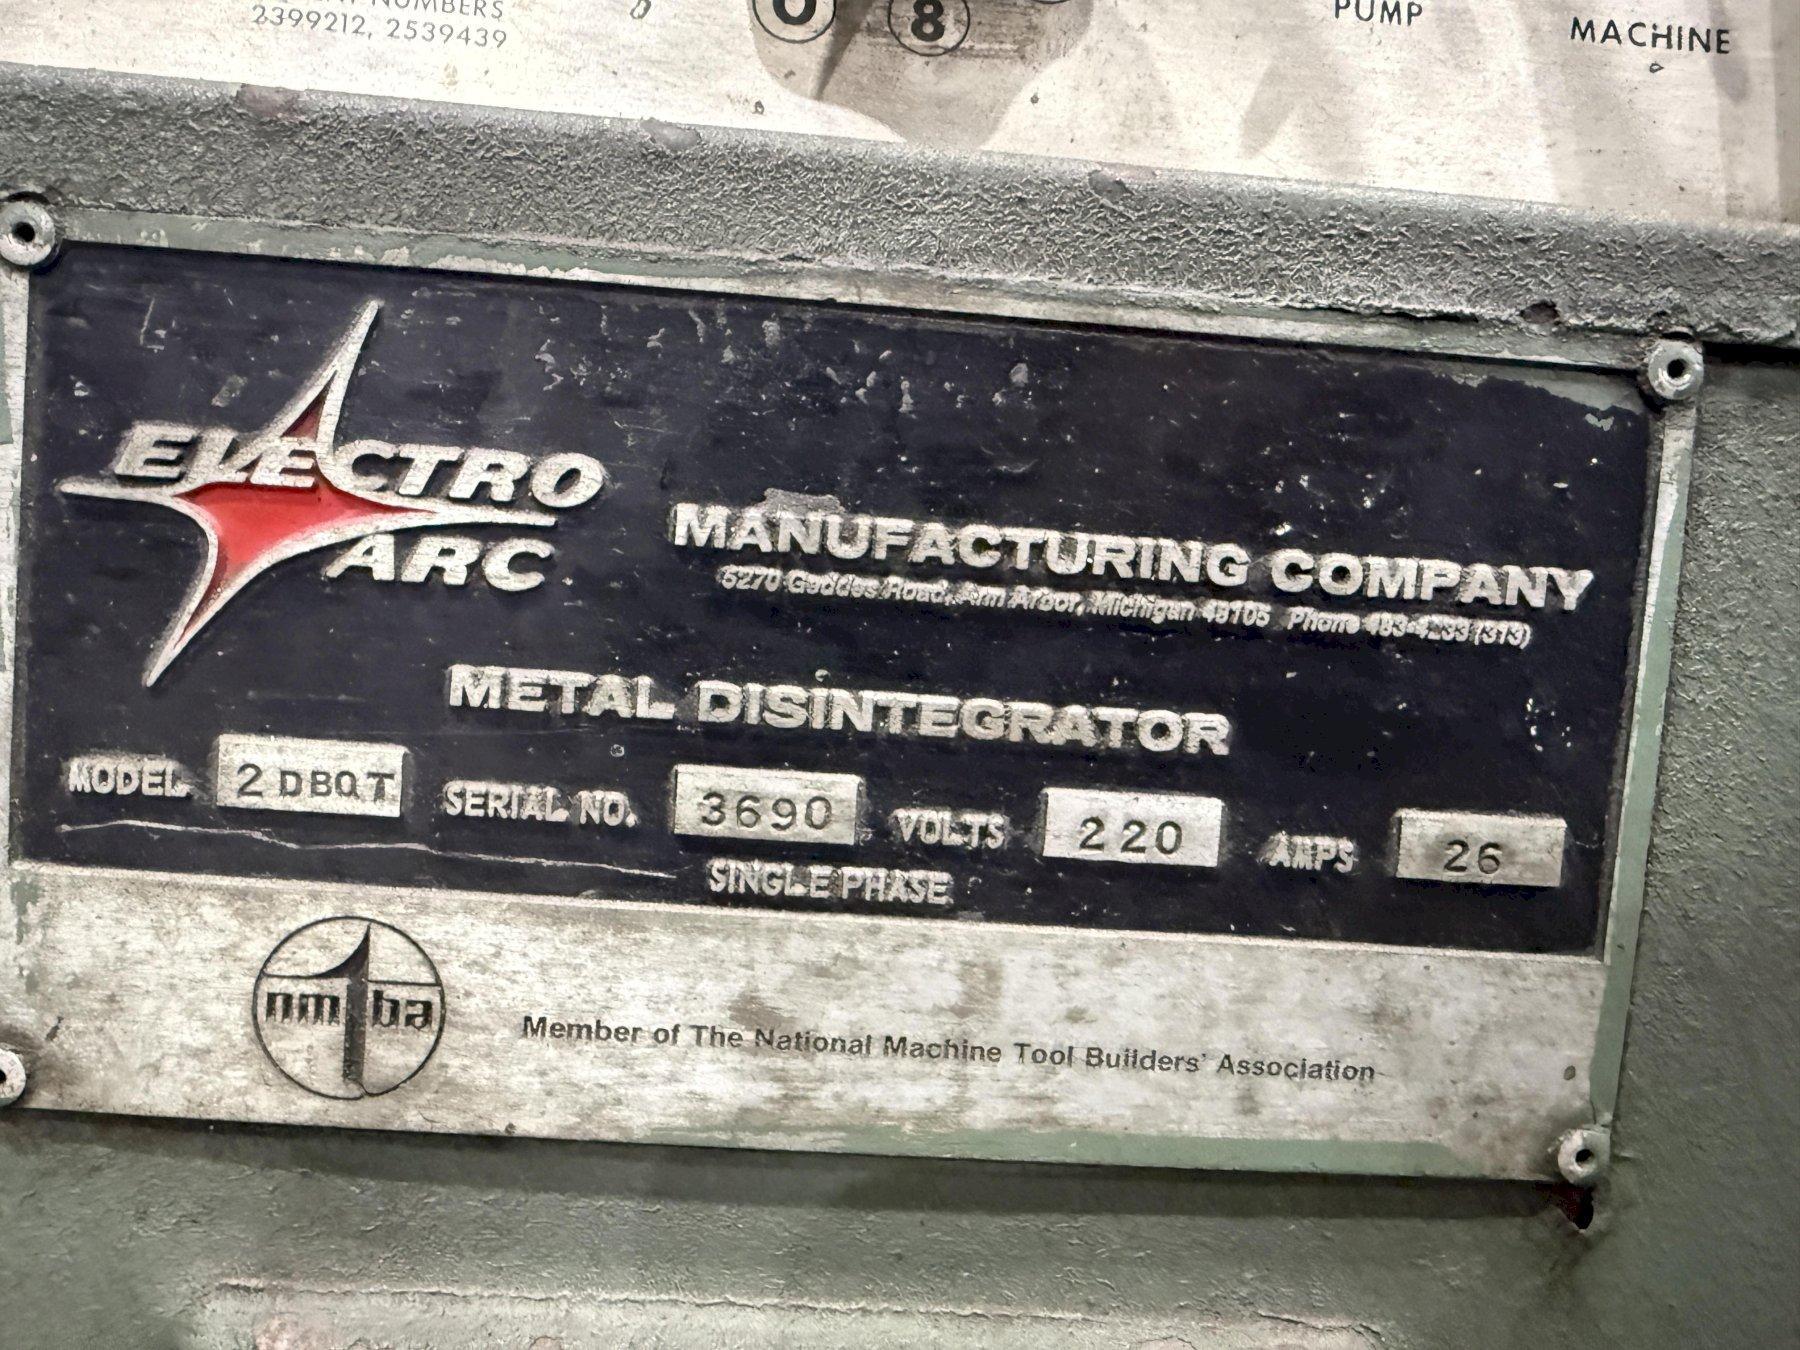 NUMBERS
2399212, 2539439
0
8
PUMP
MACHINE
ELECTRO
ARC
MANUFACTURING COMPANY
5270 Geddes Road, Ann Arbor, Michigan 48105 Phone 483-4233 (313)
METAL DISINTEGRATOR
MODEL 2DBQT SERIAL NO. 3690 VOLTS 220 AMPS 26
SINGLE PHASE
nmtba
Member of The National Machine Tool Builders' Association